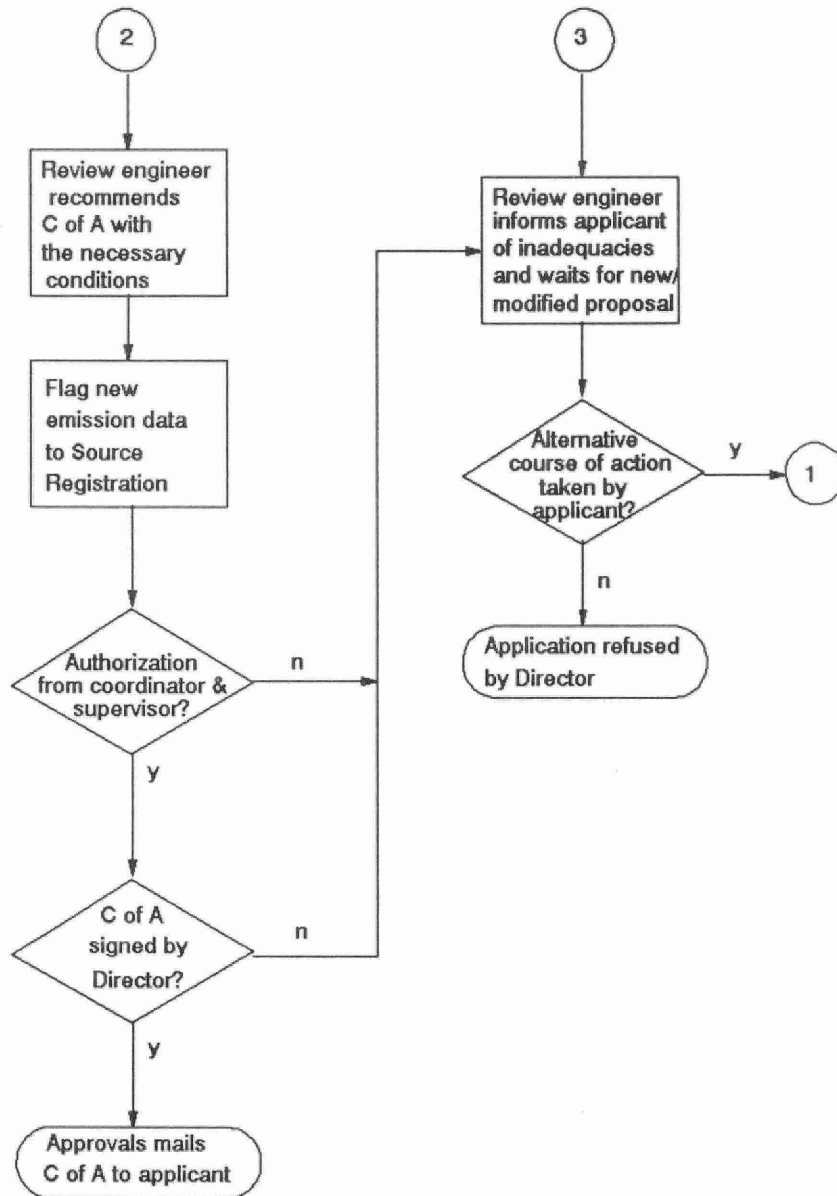 2
Review engineer
recommends
C of A with
the necessary
conditions
Flag new
emission data
to Source
Registration
Authorization
from coordinator &
supervisor?
n
y
C of A
signed by
Director?
n
y
Approvals mails
C of A to applicant
3
Review engineer
informs applicant
of inadequacies
and waits for new/
modified proposal
Alternative
course of action
taken by
applicant?
y
1
n
Application refused
by Director